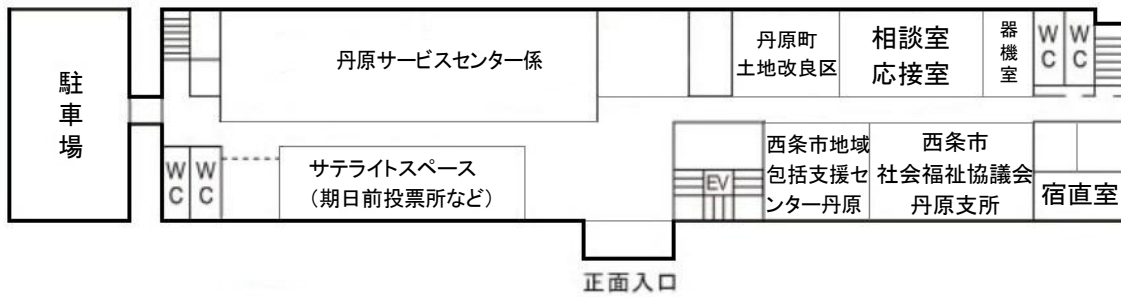 駐車場
丹原サービスセンター係
丹原町
土地改良区
相談室
応接室
器機室
WC
WC
WC
WC
サテライトスペース
(期日前投票所など)
EV
西条市地域
包括支援セ
ンター丹原
西条市
社会福祉協議会
丹原支所
宿直室
正面入口